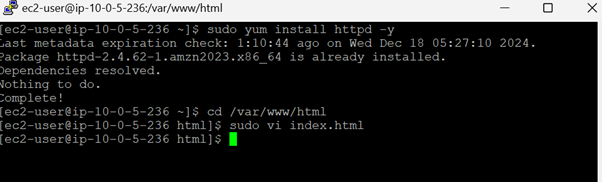 ec2-user@ip-10-0-5-236:/var/www/html
[ec2-user@ip-10-0-5-236 ~]$ sudo yum install httpd -y
Last metadata expiration check: 1:10:44 ago on Wed Dec 18 05:27:10 2024.
Package httpd-2.4.62-1.amzn2023.x86_64 is already installed.
Dependencies resolved.
Nothing to do.
Complete!
[ec2-user@ip-10-0-5-236 ~]$ cd /var/www/html
[ec2-user@ip-10-0-5-236 html]$ sudo vi index.html
[ec2-user@ip-10-0-5-236 html]$